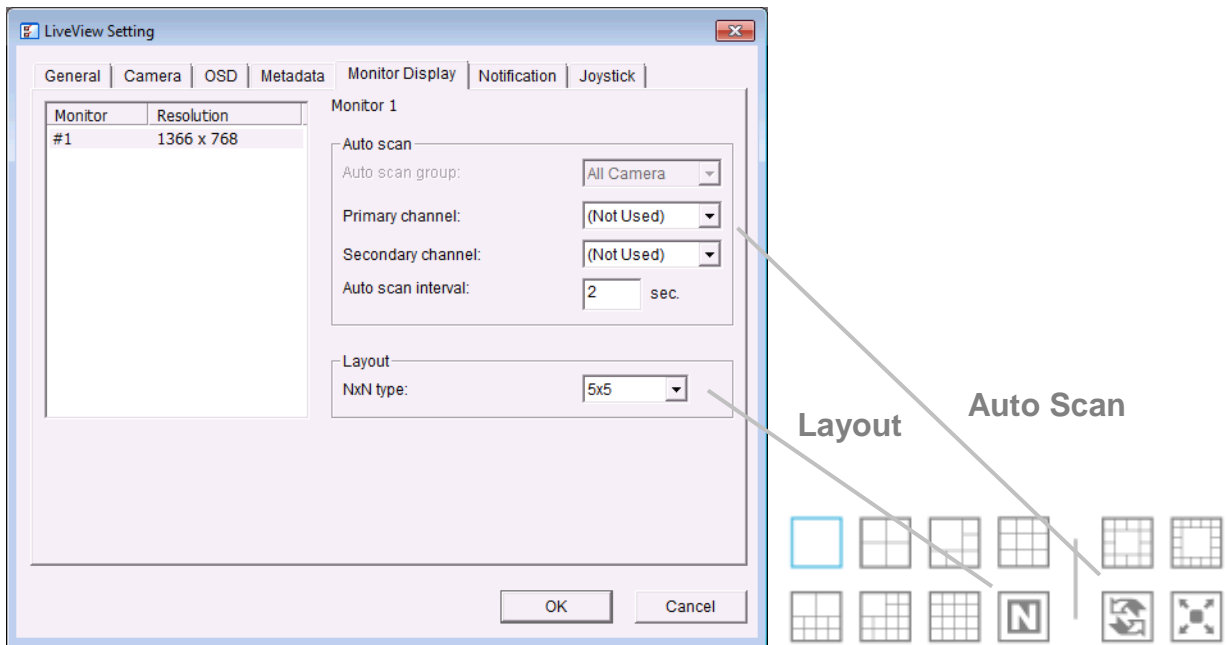 LiveView Setting
General Camera OSD Metadata Monitor Display Notification Joystick
Monitor Resolution
#1 1366 x 768
Monitor 1
Auto scan
Auto scan group: All Camera
Primary channel: (Not Used)
Secondary channel: (Not Used)
Auto scan interval: 2 sec.
Layout
NxN type: 5x5
OK Cancel
Layout
Auto Scan
N